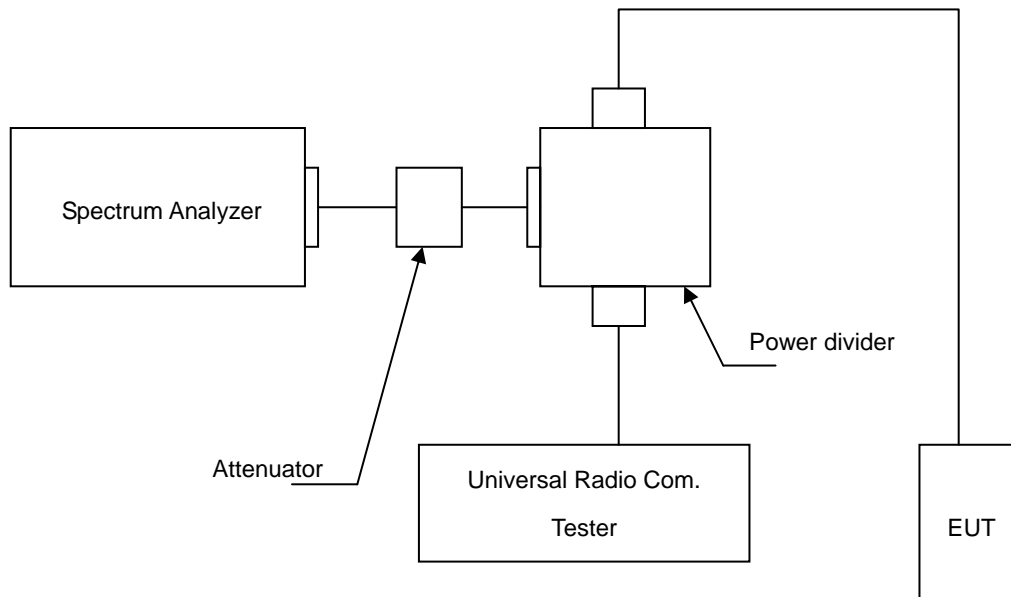 Spectrum Analyzer
Power divider
Attenuator
Universal Radio Com.
Tester
EUT